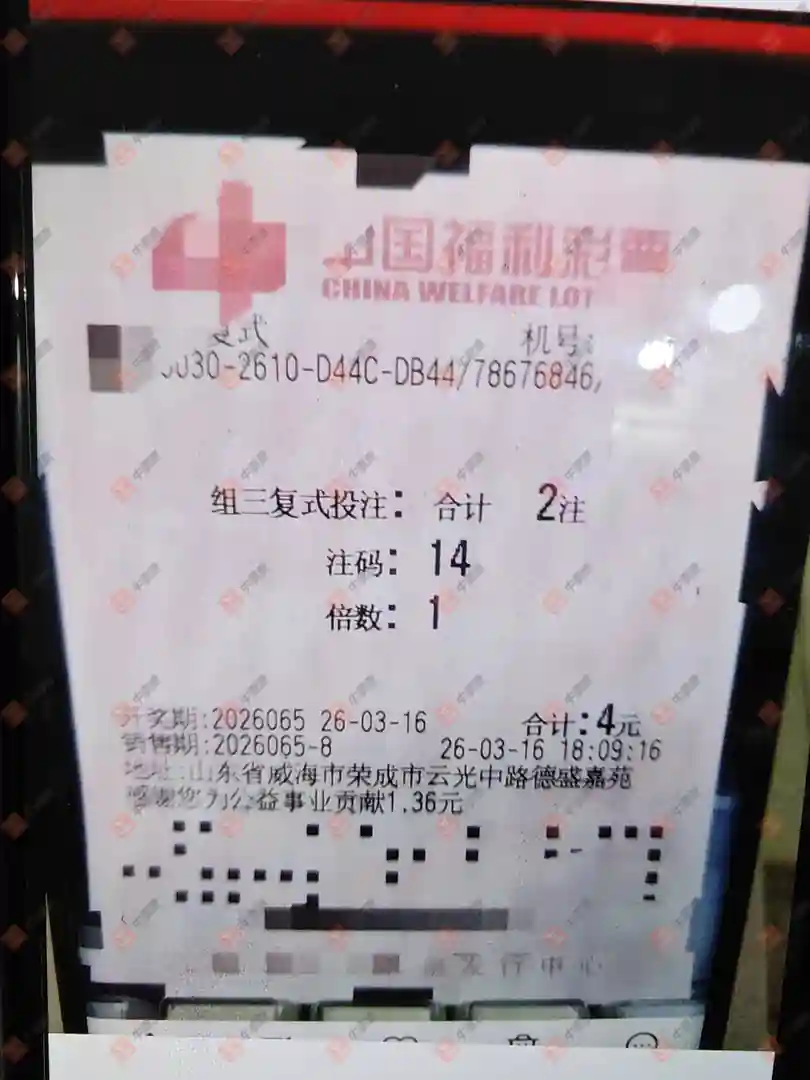 中国福利彩票
CHINA WELFARE LOT
复式 机号:
030-2610-D44C-DB44/78676846/
组三复式投注: 合计 2注
注码: 14
倍数: 1
开奖期:2026065 26-03-16 合计:4元
销售期:2026065-8 26-03-16 18:09:16
地址:山东省威海市荣成市云光中路德盛嘉苑
感谢您为公益事业贡献1.36元
发行中心